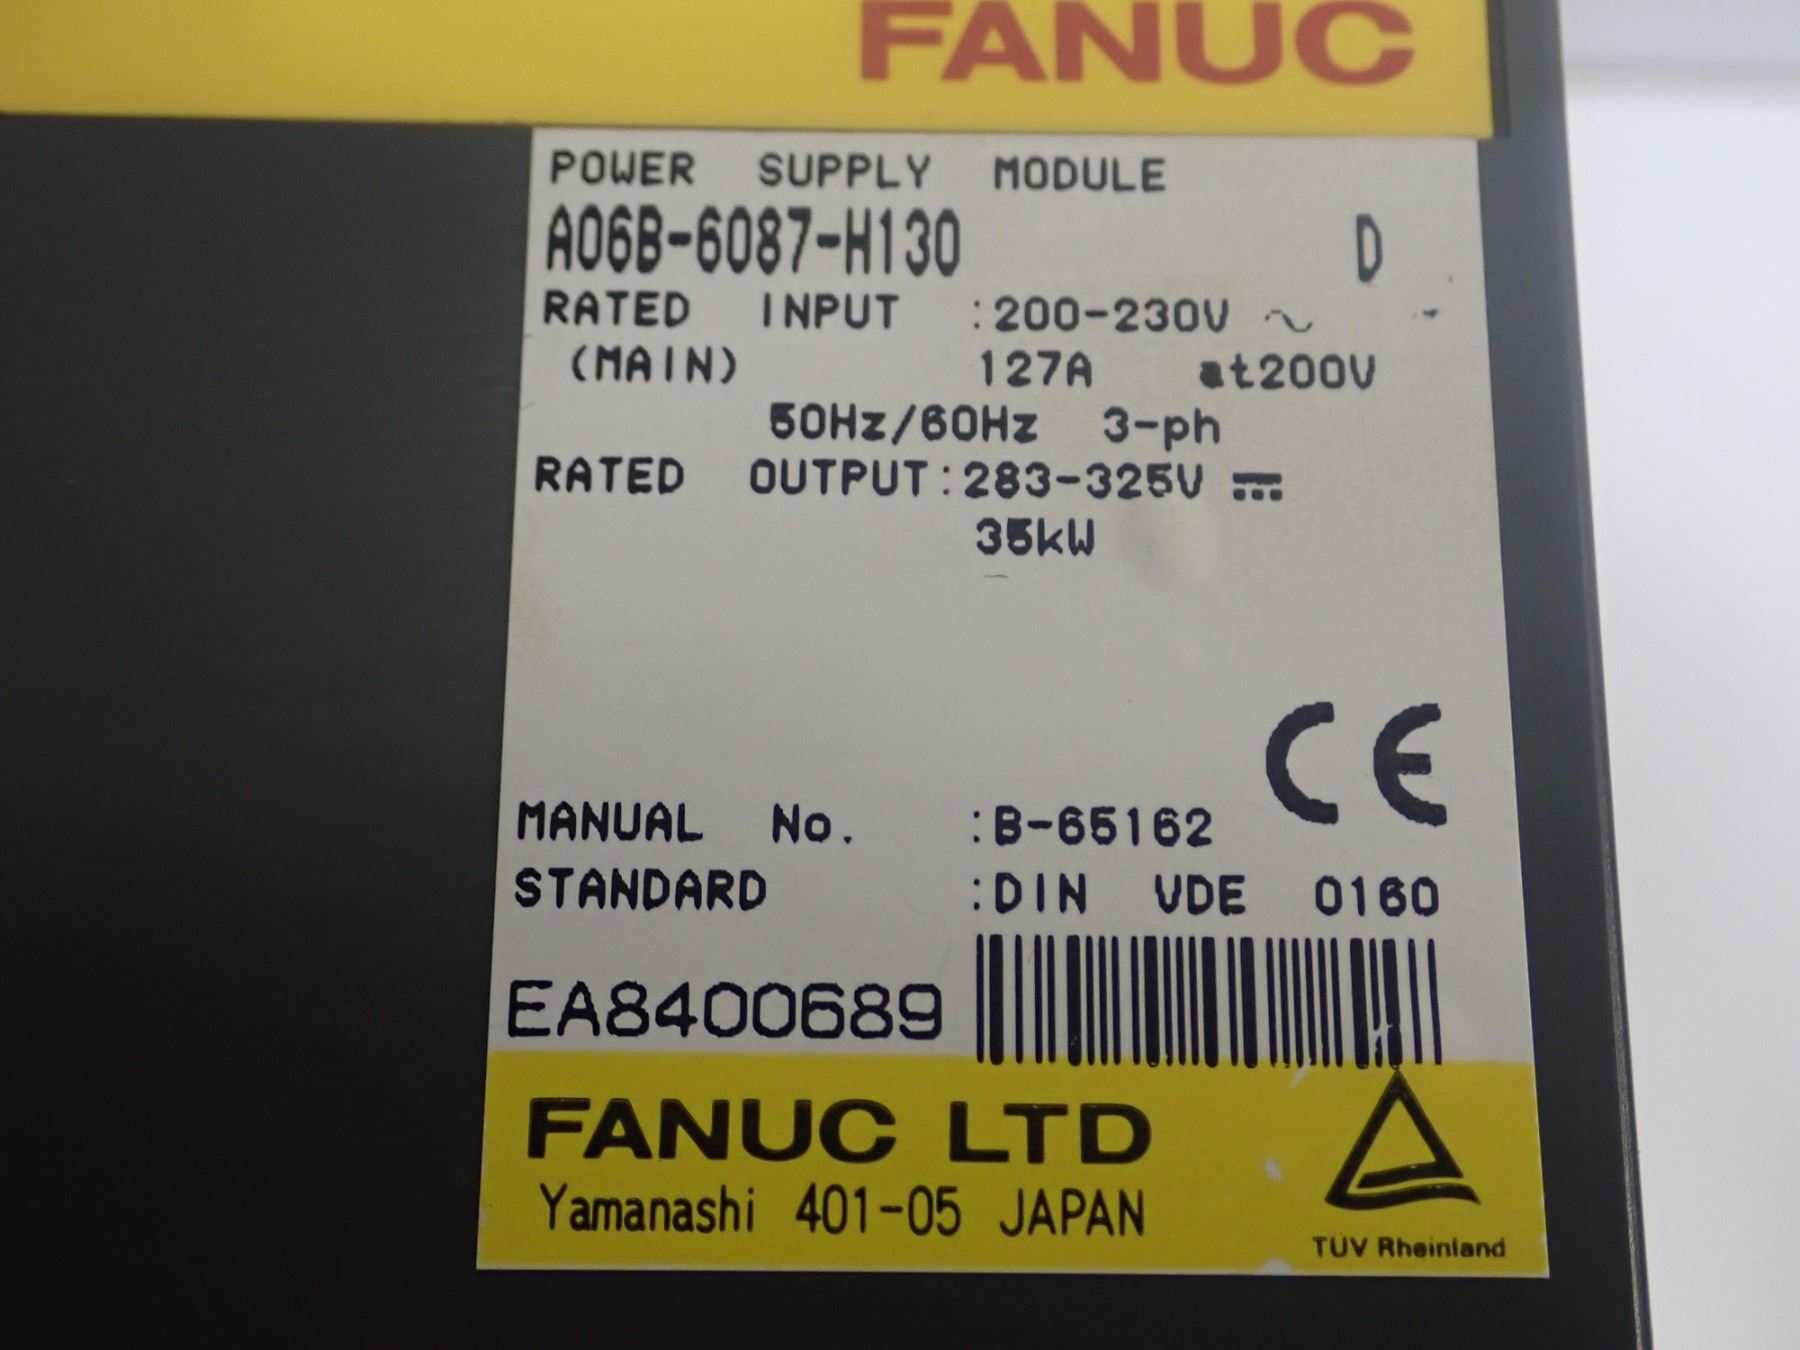 FANUC
POWER SUPPLY MODULE
A06B-6087-H130 D
RATED INPUT :200-230V ~
(MAIN) 127A at200V
50Hz/60Hz 3-ph
RATED OUTPUT:283-325V ⎓
35kW
CE
MANUAL No. :B-65162
STANDARD :DIN VDE 0160
EA8400689
FANUC LTD
Yamanashi 401-05 JAPAN
TÜV Rheinland